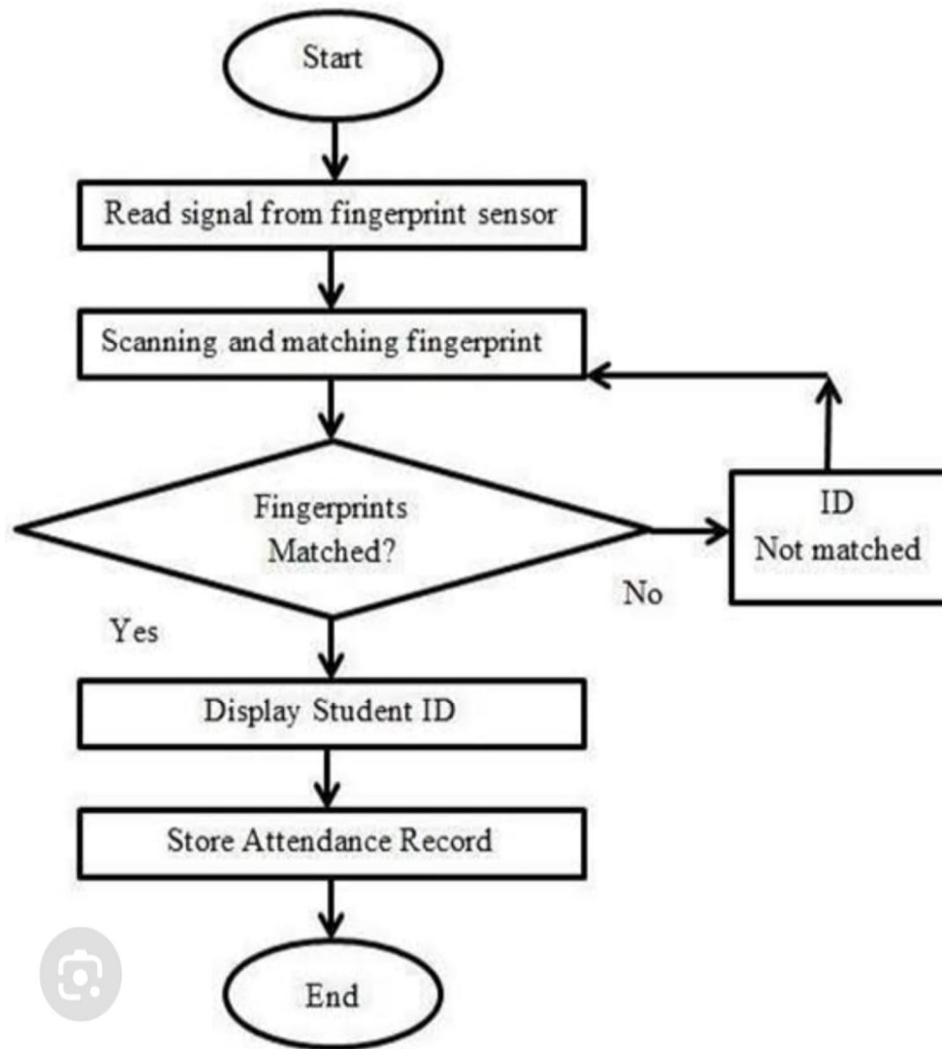 Start
Read signal from fingerprint sensor
Scanning and matching fingerprint
Fingerprints
Matched?
ID
Not matched
No
Yes
Display Student ID
Store Attendance Record
End